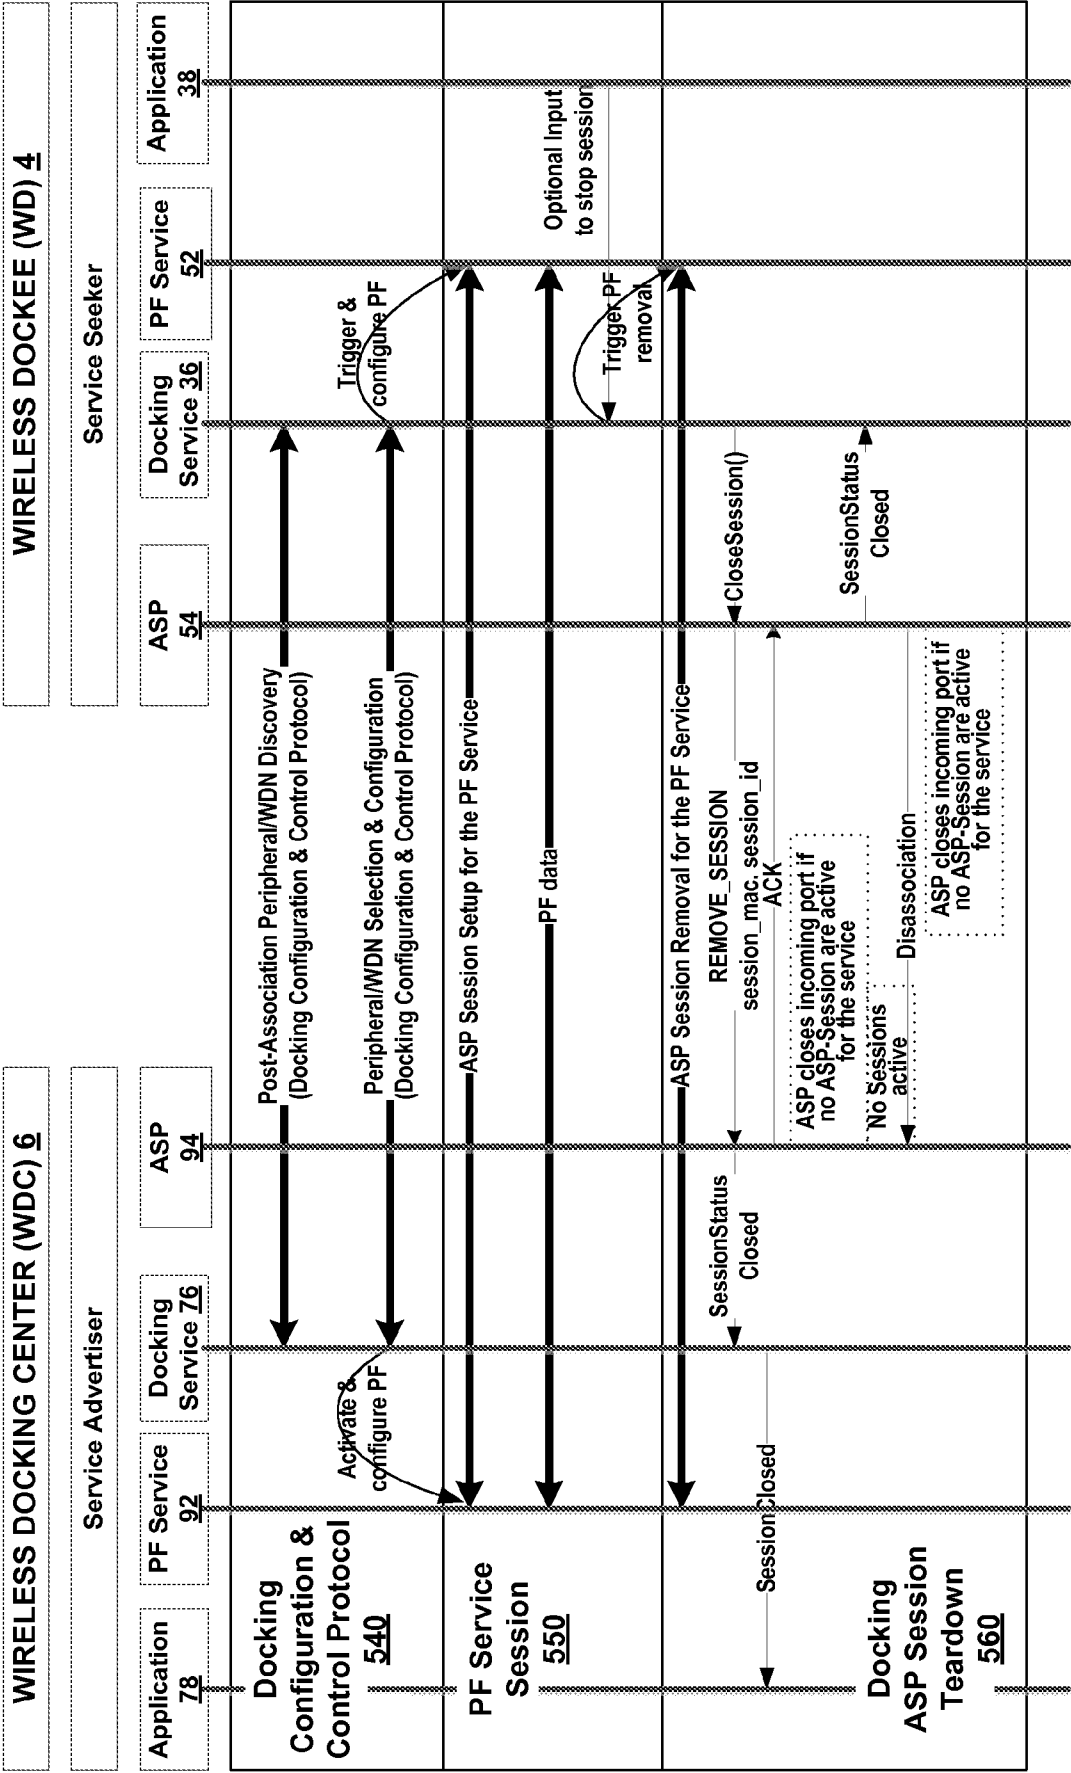 WIRELESS DOCKING CENTER (WDC) 6
WIRELESS DOCKEE (WD) 4
Service Advertiser
Service Seeker
Application
78
PF Service
92
Docking
Service 76
ASP
94
ASP
54
Docking
Service 36
PF Service
52
Application
38
Docking
Configuration &
Control Protocol
540
Post-Association Peripheral/WDN Discovery
(Docking Configuration & Control Protocol)
Activate &
configure PF
Peripheral/WDN Selection & Configuration
(Docking Configuration & Control Protocol)
Trigger &
configure PF
PF Service
Session
550
ASP Session Setup for the PF Service
PF data
Optional Input
to stop session
Trigger PF
removal
ASP Session Removal for the PF Service
SessionStatus
Closed
REMOVE_SESSION
session_mac. session_id
CloseSession()
Session Closed
ACK
ASP closes incoming port if
no ASP-Session are active
for the service
SessionStatus
Closed
No Sessions
active
Disassociation
ASP closes incoming port if
no ASP-Session are active
for the service
Docking
ASP Session
Teardown
560